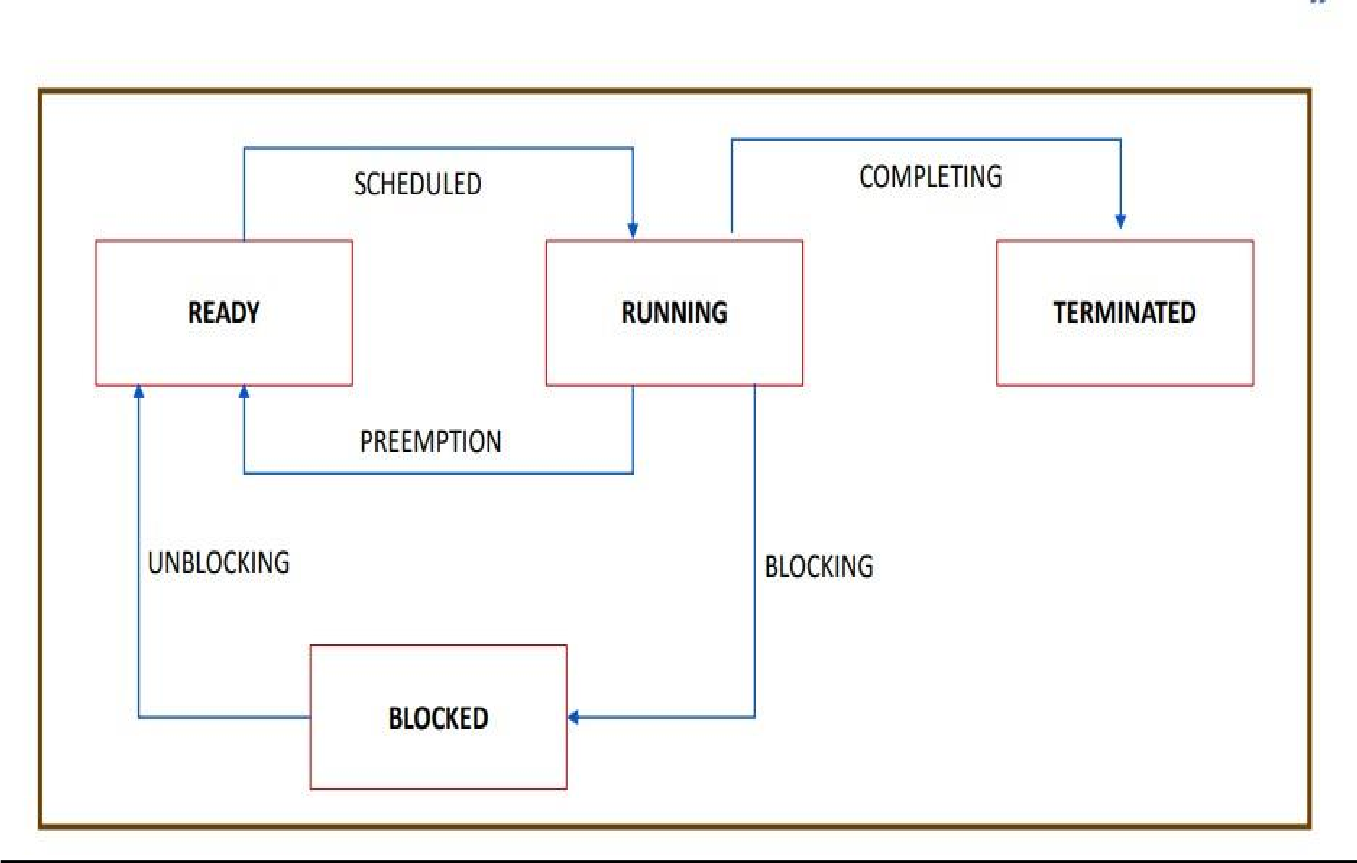 SCHEDULED
COMPLETING
READY
RUNNING
TERMINATED
PREEMPTION
UNBLOCKING
BLOCKING
BLOCKED